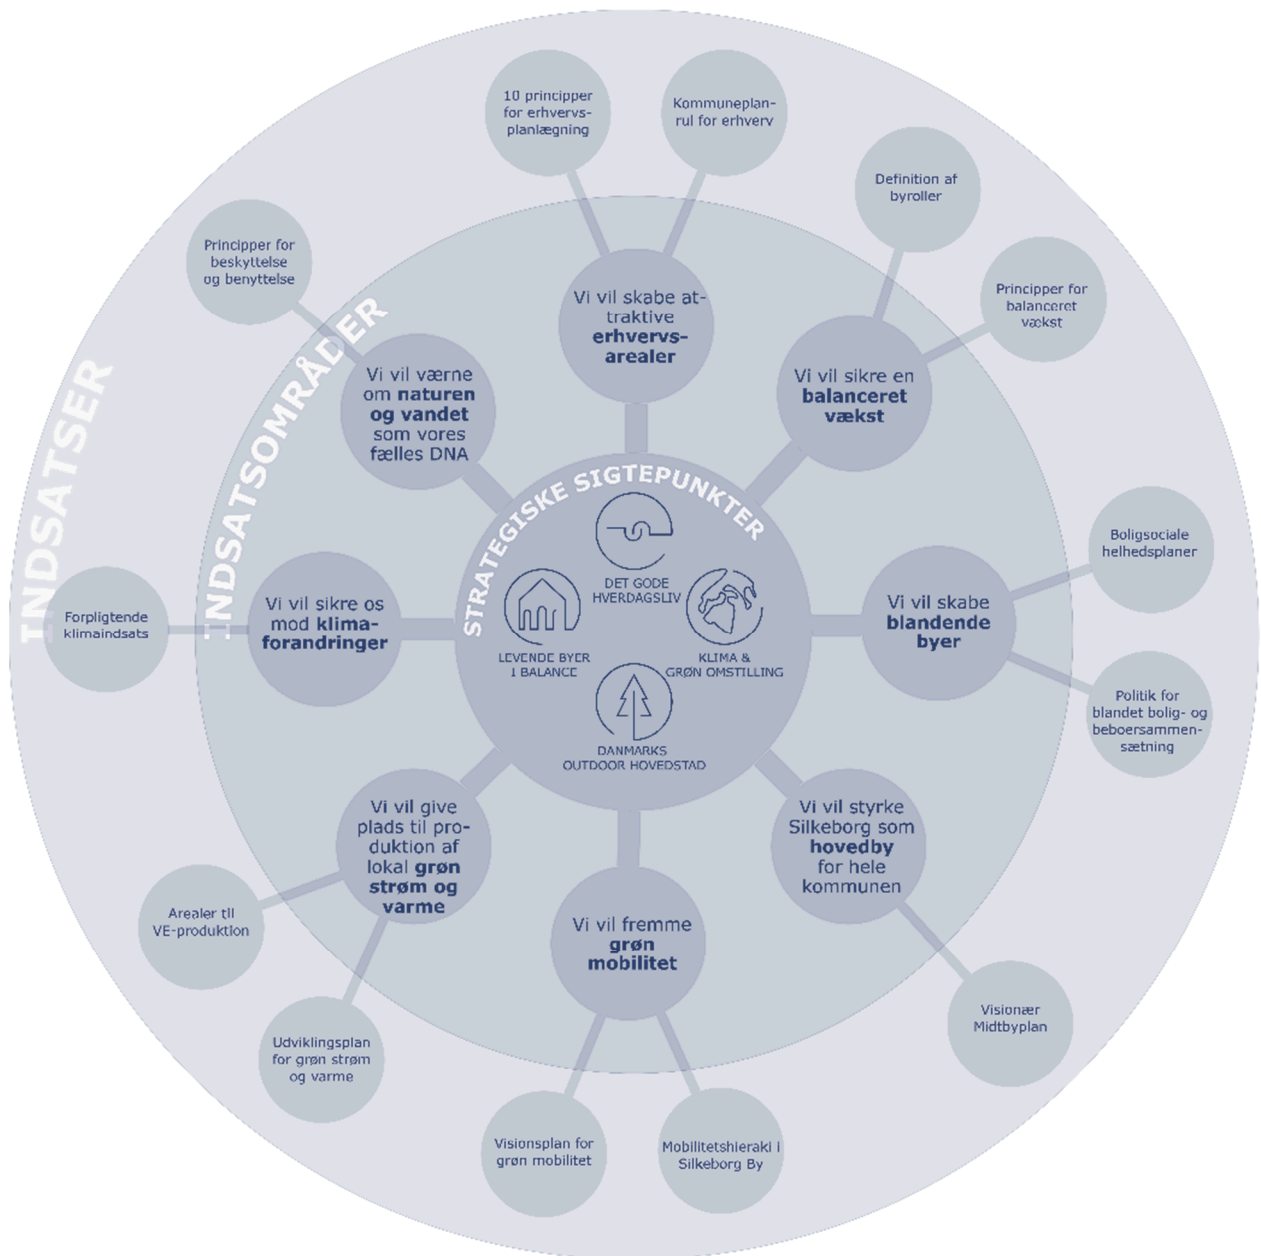 10 principper
for erhvervs-
planlægning
Kommuneplan-
rul for erhverv
Definition af
byroller
Principper for
balanceret
vækst
Principper for
beskyttelse
og benyttelse
Vi vil skabe at-
traktive
erhvervs-
arealer
Vi vil sikre en
balanceret
vækst
Vi vil værne
om naturen
og vandet
som vores
fælles DNA
INDSATSER
INDSATSOMRÅDER
STRATEGISKE SIGTEPUNKTER
DET GODE
HVERDAGSLIV
LEVENDE BYER
I BALANCE
KLIMA &
GRØN OMSTILLING
DANMARKS
OUTDOOR HOVEDSTAD
Boligsociale
helhedsplaner
Vi vil skabe
blandende
byer
Politik for
blandet bolig- og
beboersammen-
sætning
Forpligtende
klimaindsats
Vi vil sikre os
mod klima-
forandringer
Vi vil give
plads til pro-
duktion af
lokal grøn
strøm og
varme
Vi vil styrke
Silkeborg som
hovedby
for hele
kommunen
Vi vil fremme
grøn
mobilitet
Arealer til
VE-produktion
Udviklingsplan
for grøn strøm
og varme
Visionær
Midtbyplan
Visionsplan for
grøn mobilitet
Mobilitetshieraki i
Silkeborg By